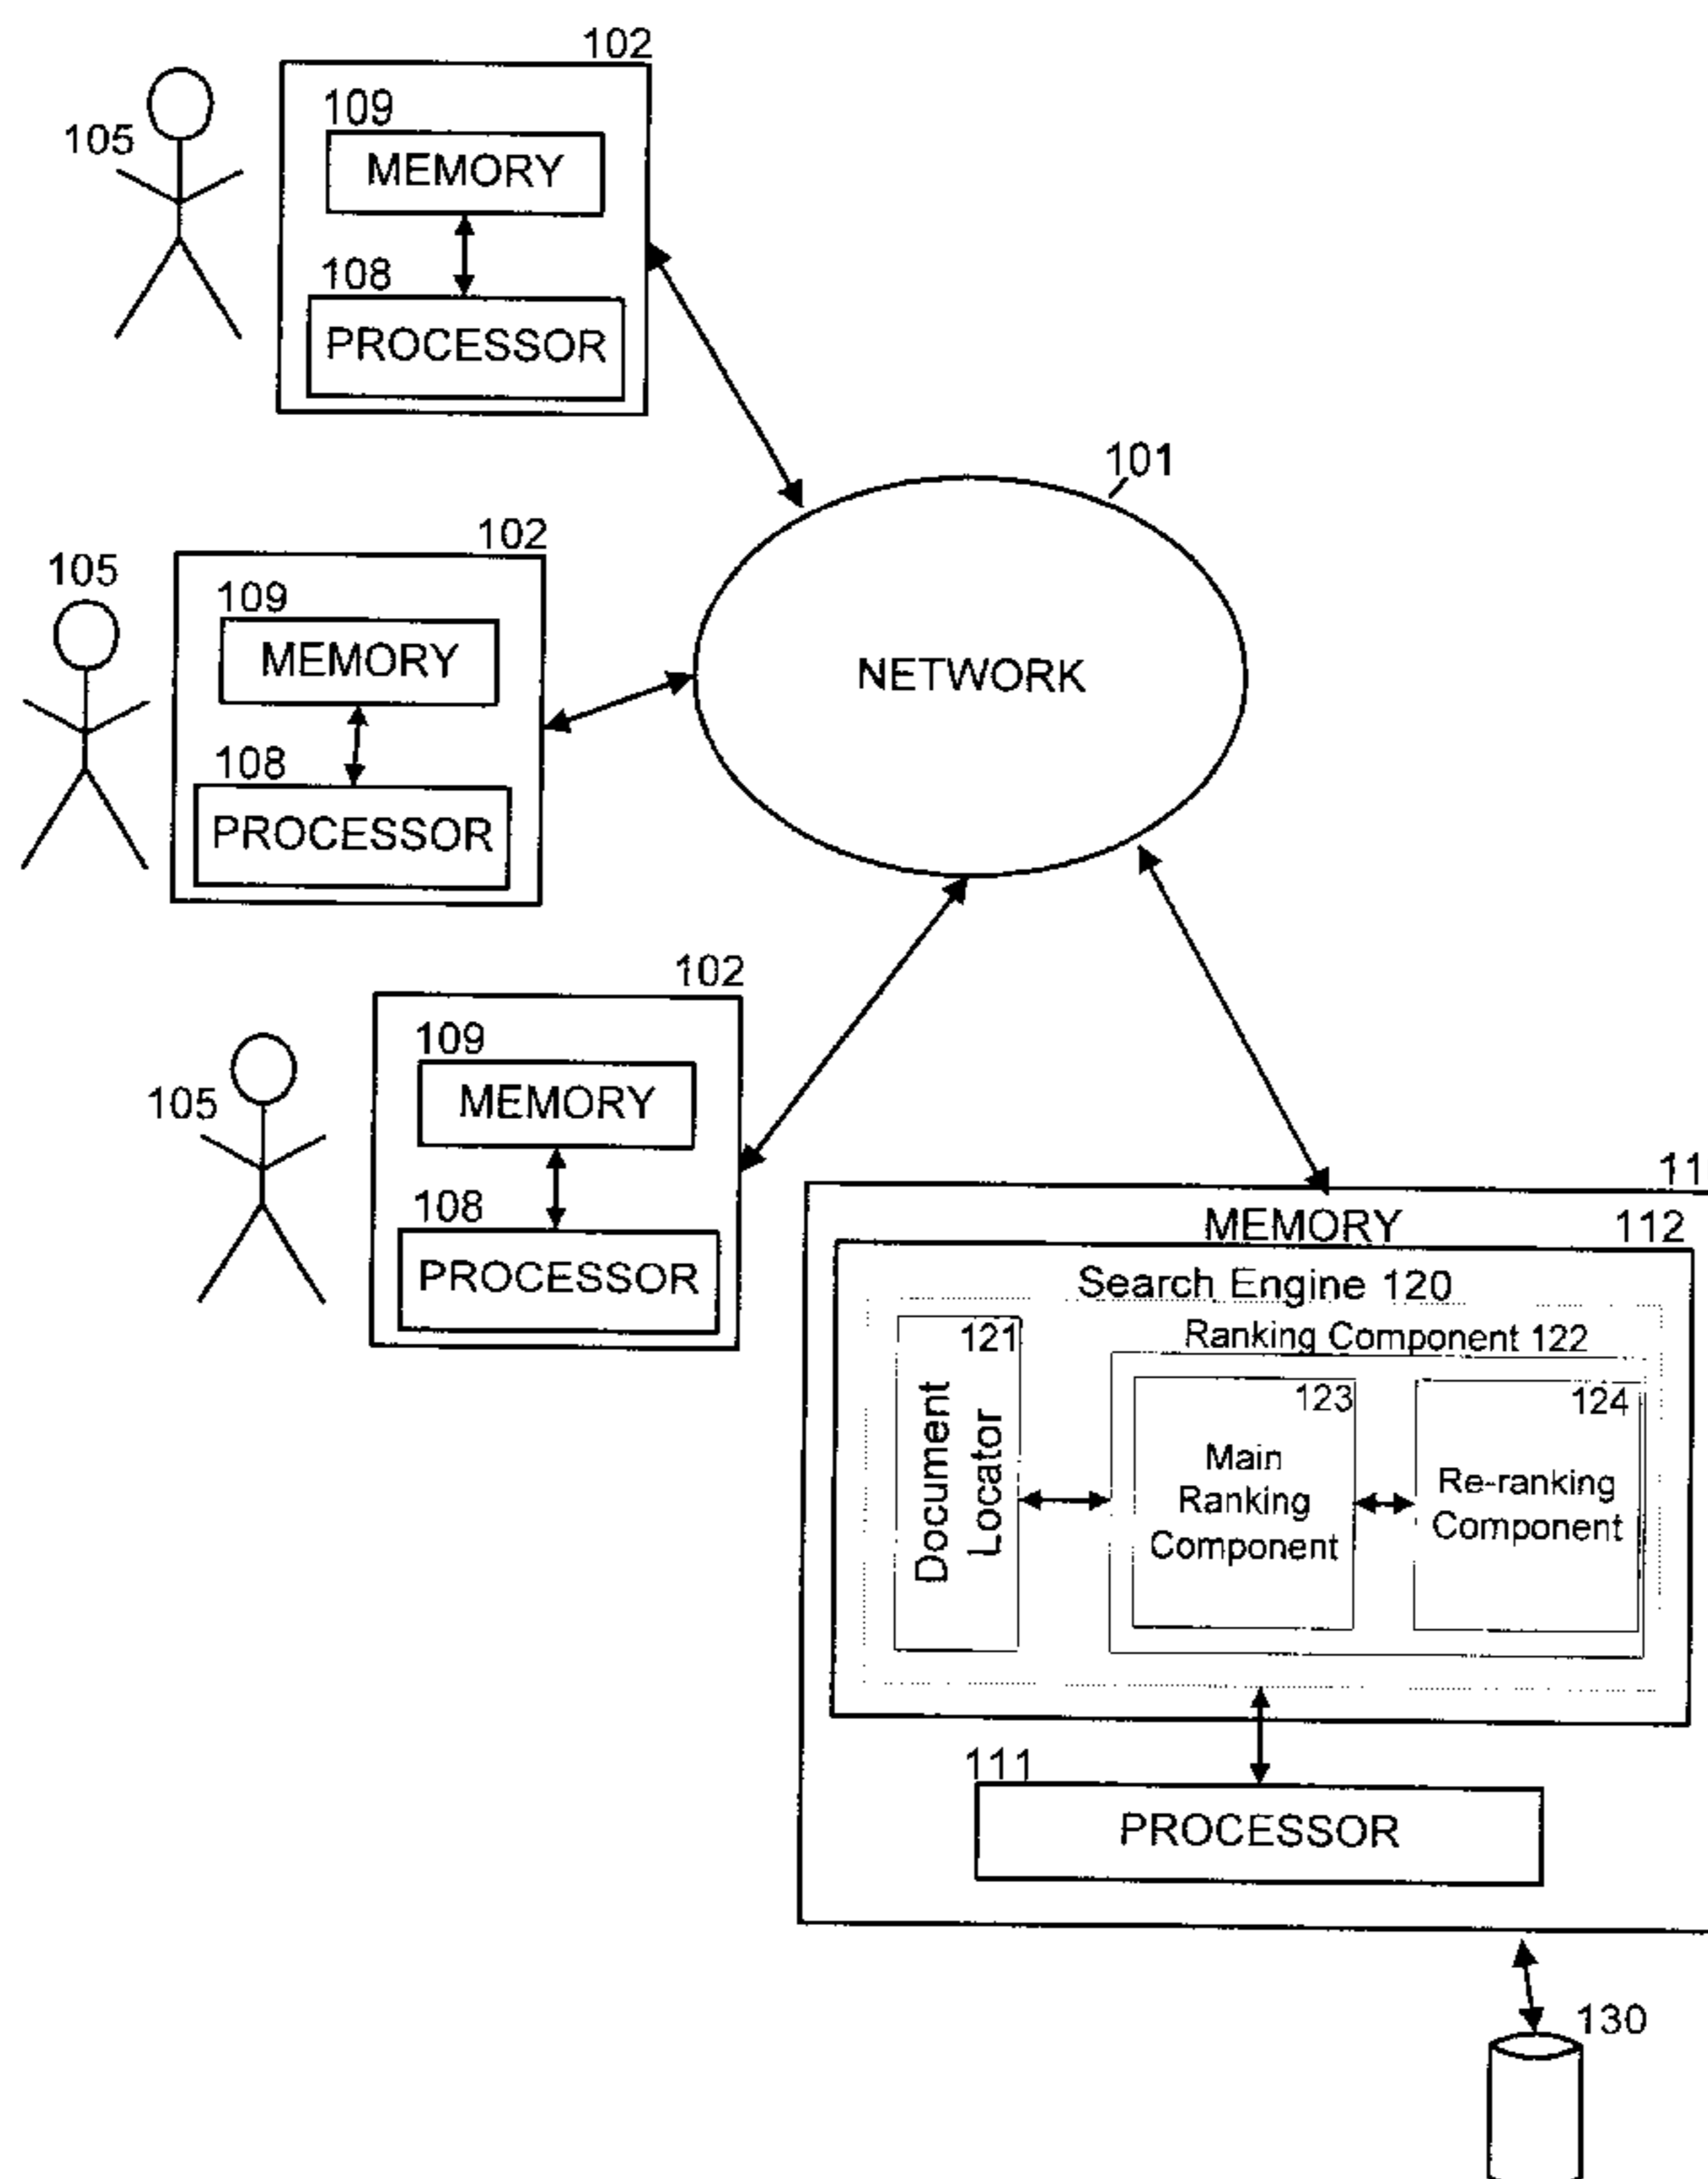 102
109
105
MEMORY
108
PROCESSOR
101
102
105
109
MEMORY
NETWORK
108
PROCESSOR
102
109
105
MEMORY
108
PROCESSOR
11
MEMORY
112
Search Engine 120
121
Ranking Component 122
123
124
Document
Locator
Main
Ranking
Component
Re-ranking
Component
111
PROCESSOR
130